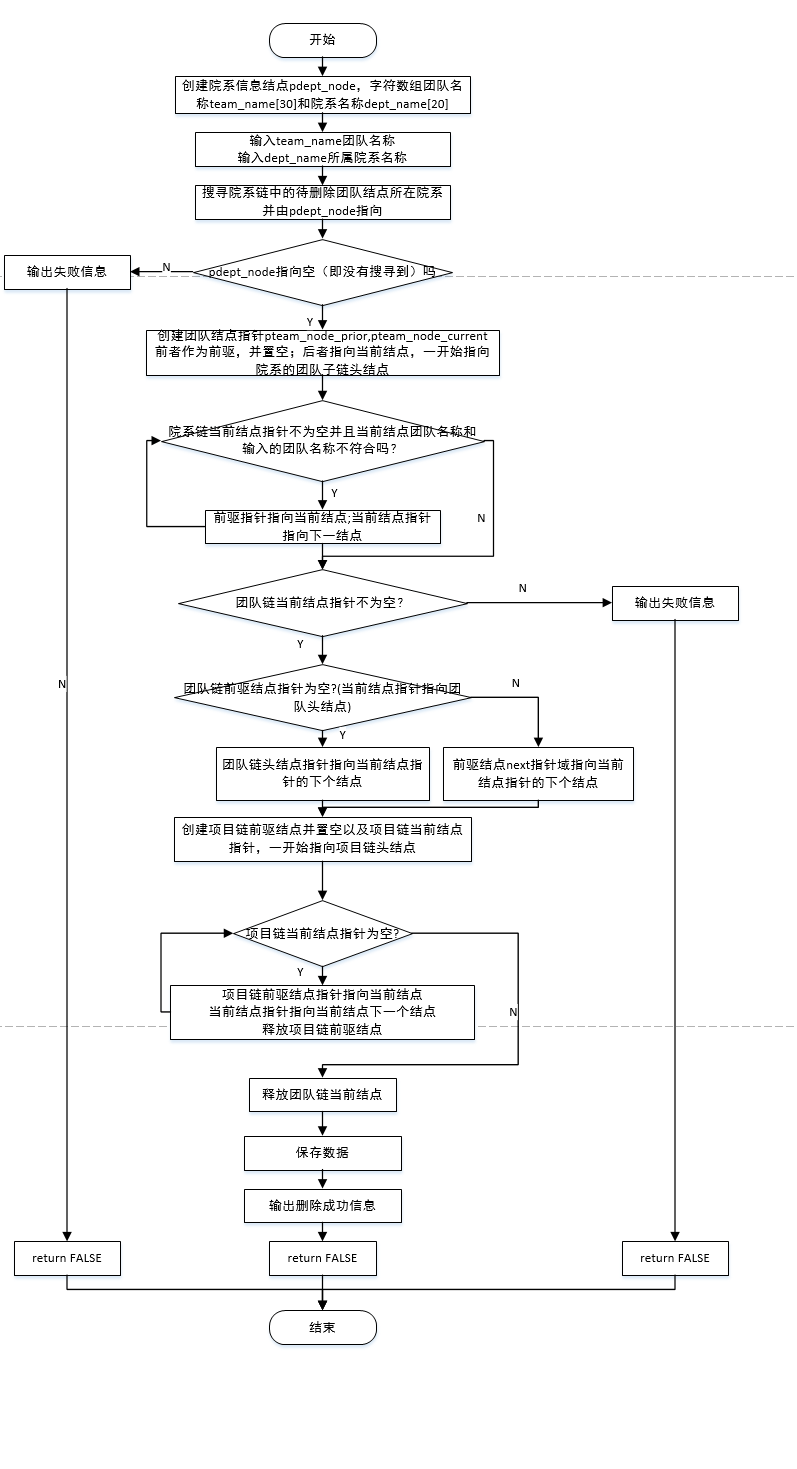 开始
创建院系信息结点pdept_node，字符数组团队名
称team_name[30]和院系名称dept_name[20]
输入team_name团队名称
输入dept_name所属院系名称
搜寻院系链中的待删除团队结点所在院系
并由pdept_node指向
输出失败信息
N
pdept_node指向空（即没有搜寻到）吗
Y
创建团队结点指针pteam_node_prior,pteam_node_current
前者作为前驱，并置空；后者指向当前结点，一开始指向
院系的团队子链头结点
院系链当前结点指针不为空并且当前结点团队名称和
输入的团队名称不符合吗？
Y
前驱指针指向当前结点;当前结点指针
指向下一结点
N
团队链当前结点指针不为空？
N
输出失败信息
Y
N
团队链前驱结点指针为空?(当前结点指针指向团
队头结点)
N
Y
团队链头结点指针指向当前结点指
针的下个结点
前驱结点next指针域指向当前
结点指针的下个结点
创建项目链前驱结点并置空以及项目链当前结点
指针，一开始指向项目链头结点
项目链当前结点指针为空?
Y
项目链前驱结点指针指向当前结点
当前结点指针指向当前结点下一个结点
释放项目链前驱结点
N
释放团队链当前结点
保存数据
输出删除成功信息
return FALSE
return FALSE
return FALSE
结束